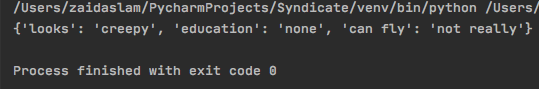 /Users/zaidaslam/PycharmProjects/Syndicate/venv/bin/python /Users/
{'looks': 'creepy', 'education': 'none', 'can fly': 'not really'}
Process finished with exit code 0